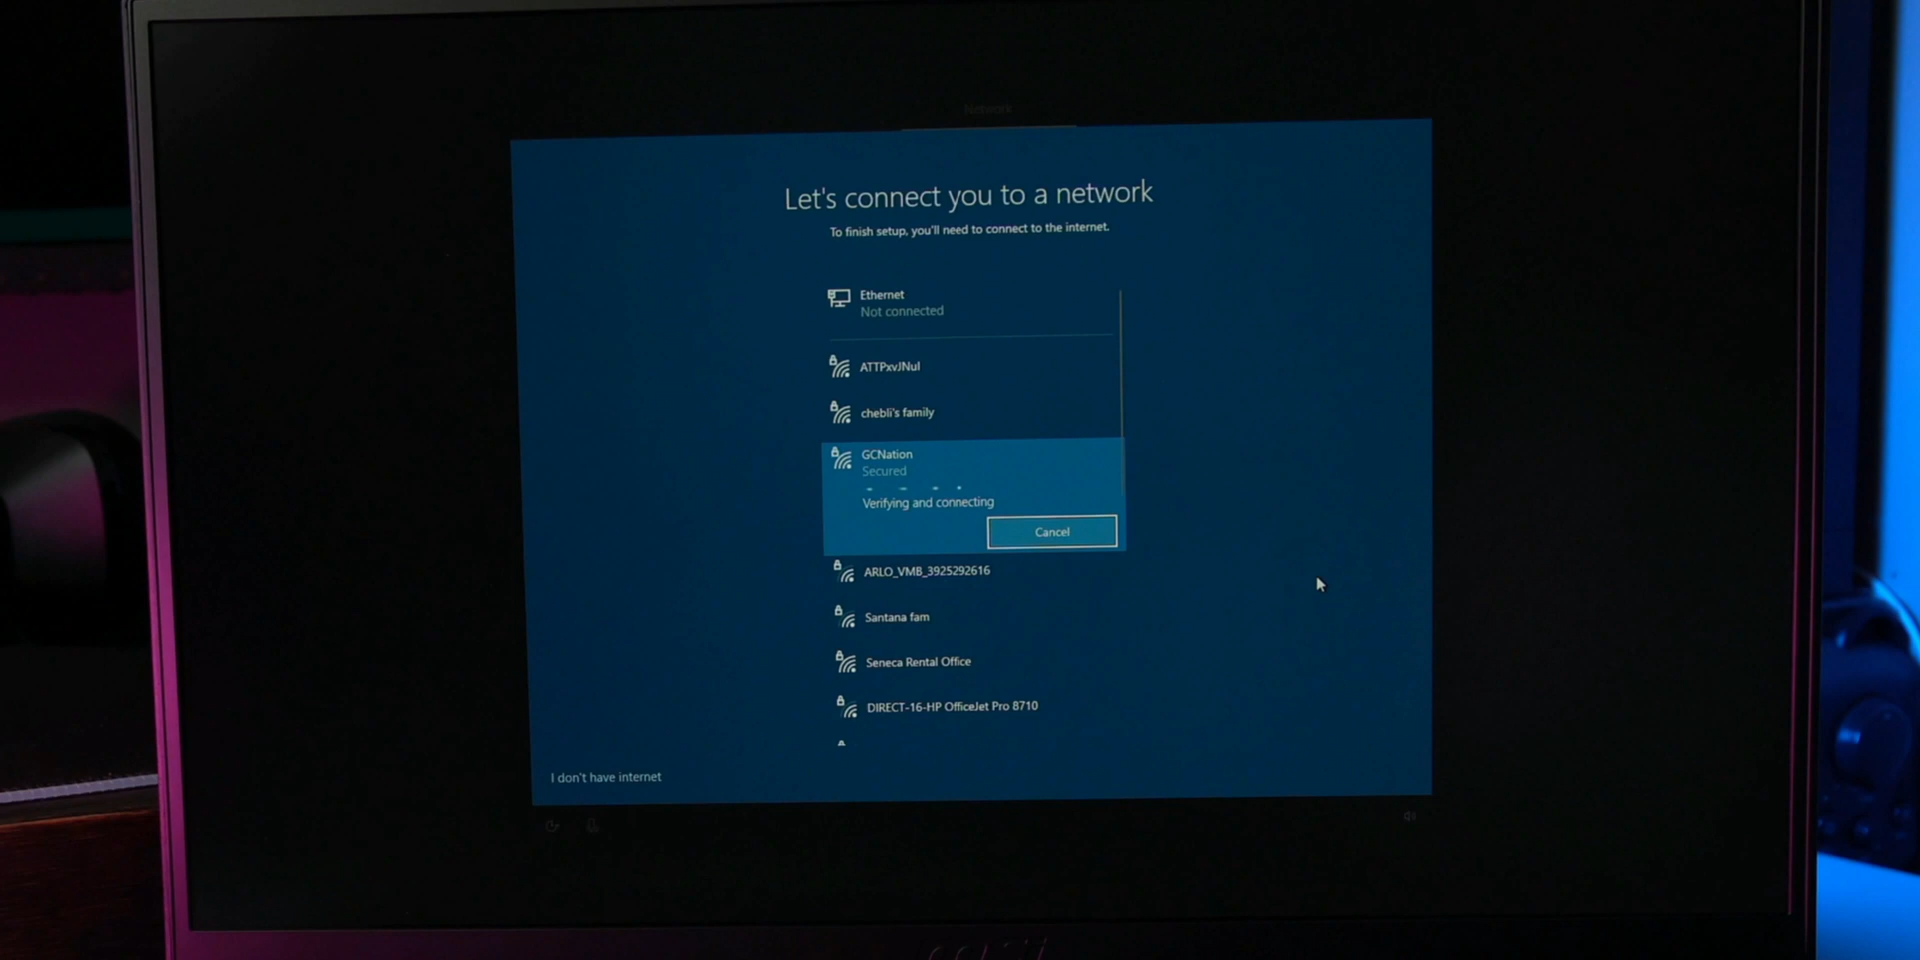 Network
Let's connect you to a network
To finish setup, you'll need to connect to the internet.
Ethernet
Not connected
ATTPxvJNuI
chebli's family
GCNation
Secured
Verifying and connecting
Cancel
ARLO_VMB_3925292616
Santana fam
Seneca Rental Office
DIRECT-16-HP OfficeJet Pro 8710
I don't have internet